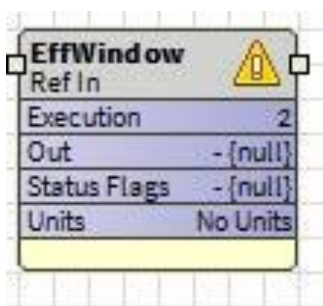 EffWindow
Ref In
Execution 2
Out - {null}
Status Flags - {null}
Units No Units